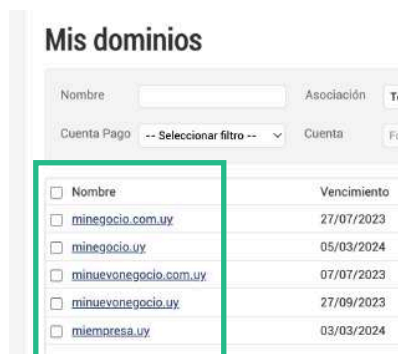 Mis dominios
Nombre Asociación
Cuenta Pago -- Seleccionar filtro -- Cuenta
Nombre Vencimiento
minegocio.com.uy 27/07/2023
minegocio.uy 05/03/2024
minuevonegocio.com.uy 07/07/2023
minuevonegocio.uy 27/09/2023
miempresa.uy 03/03/2024